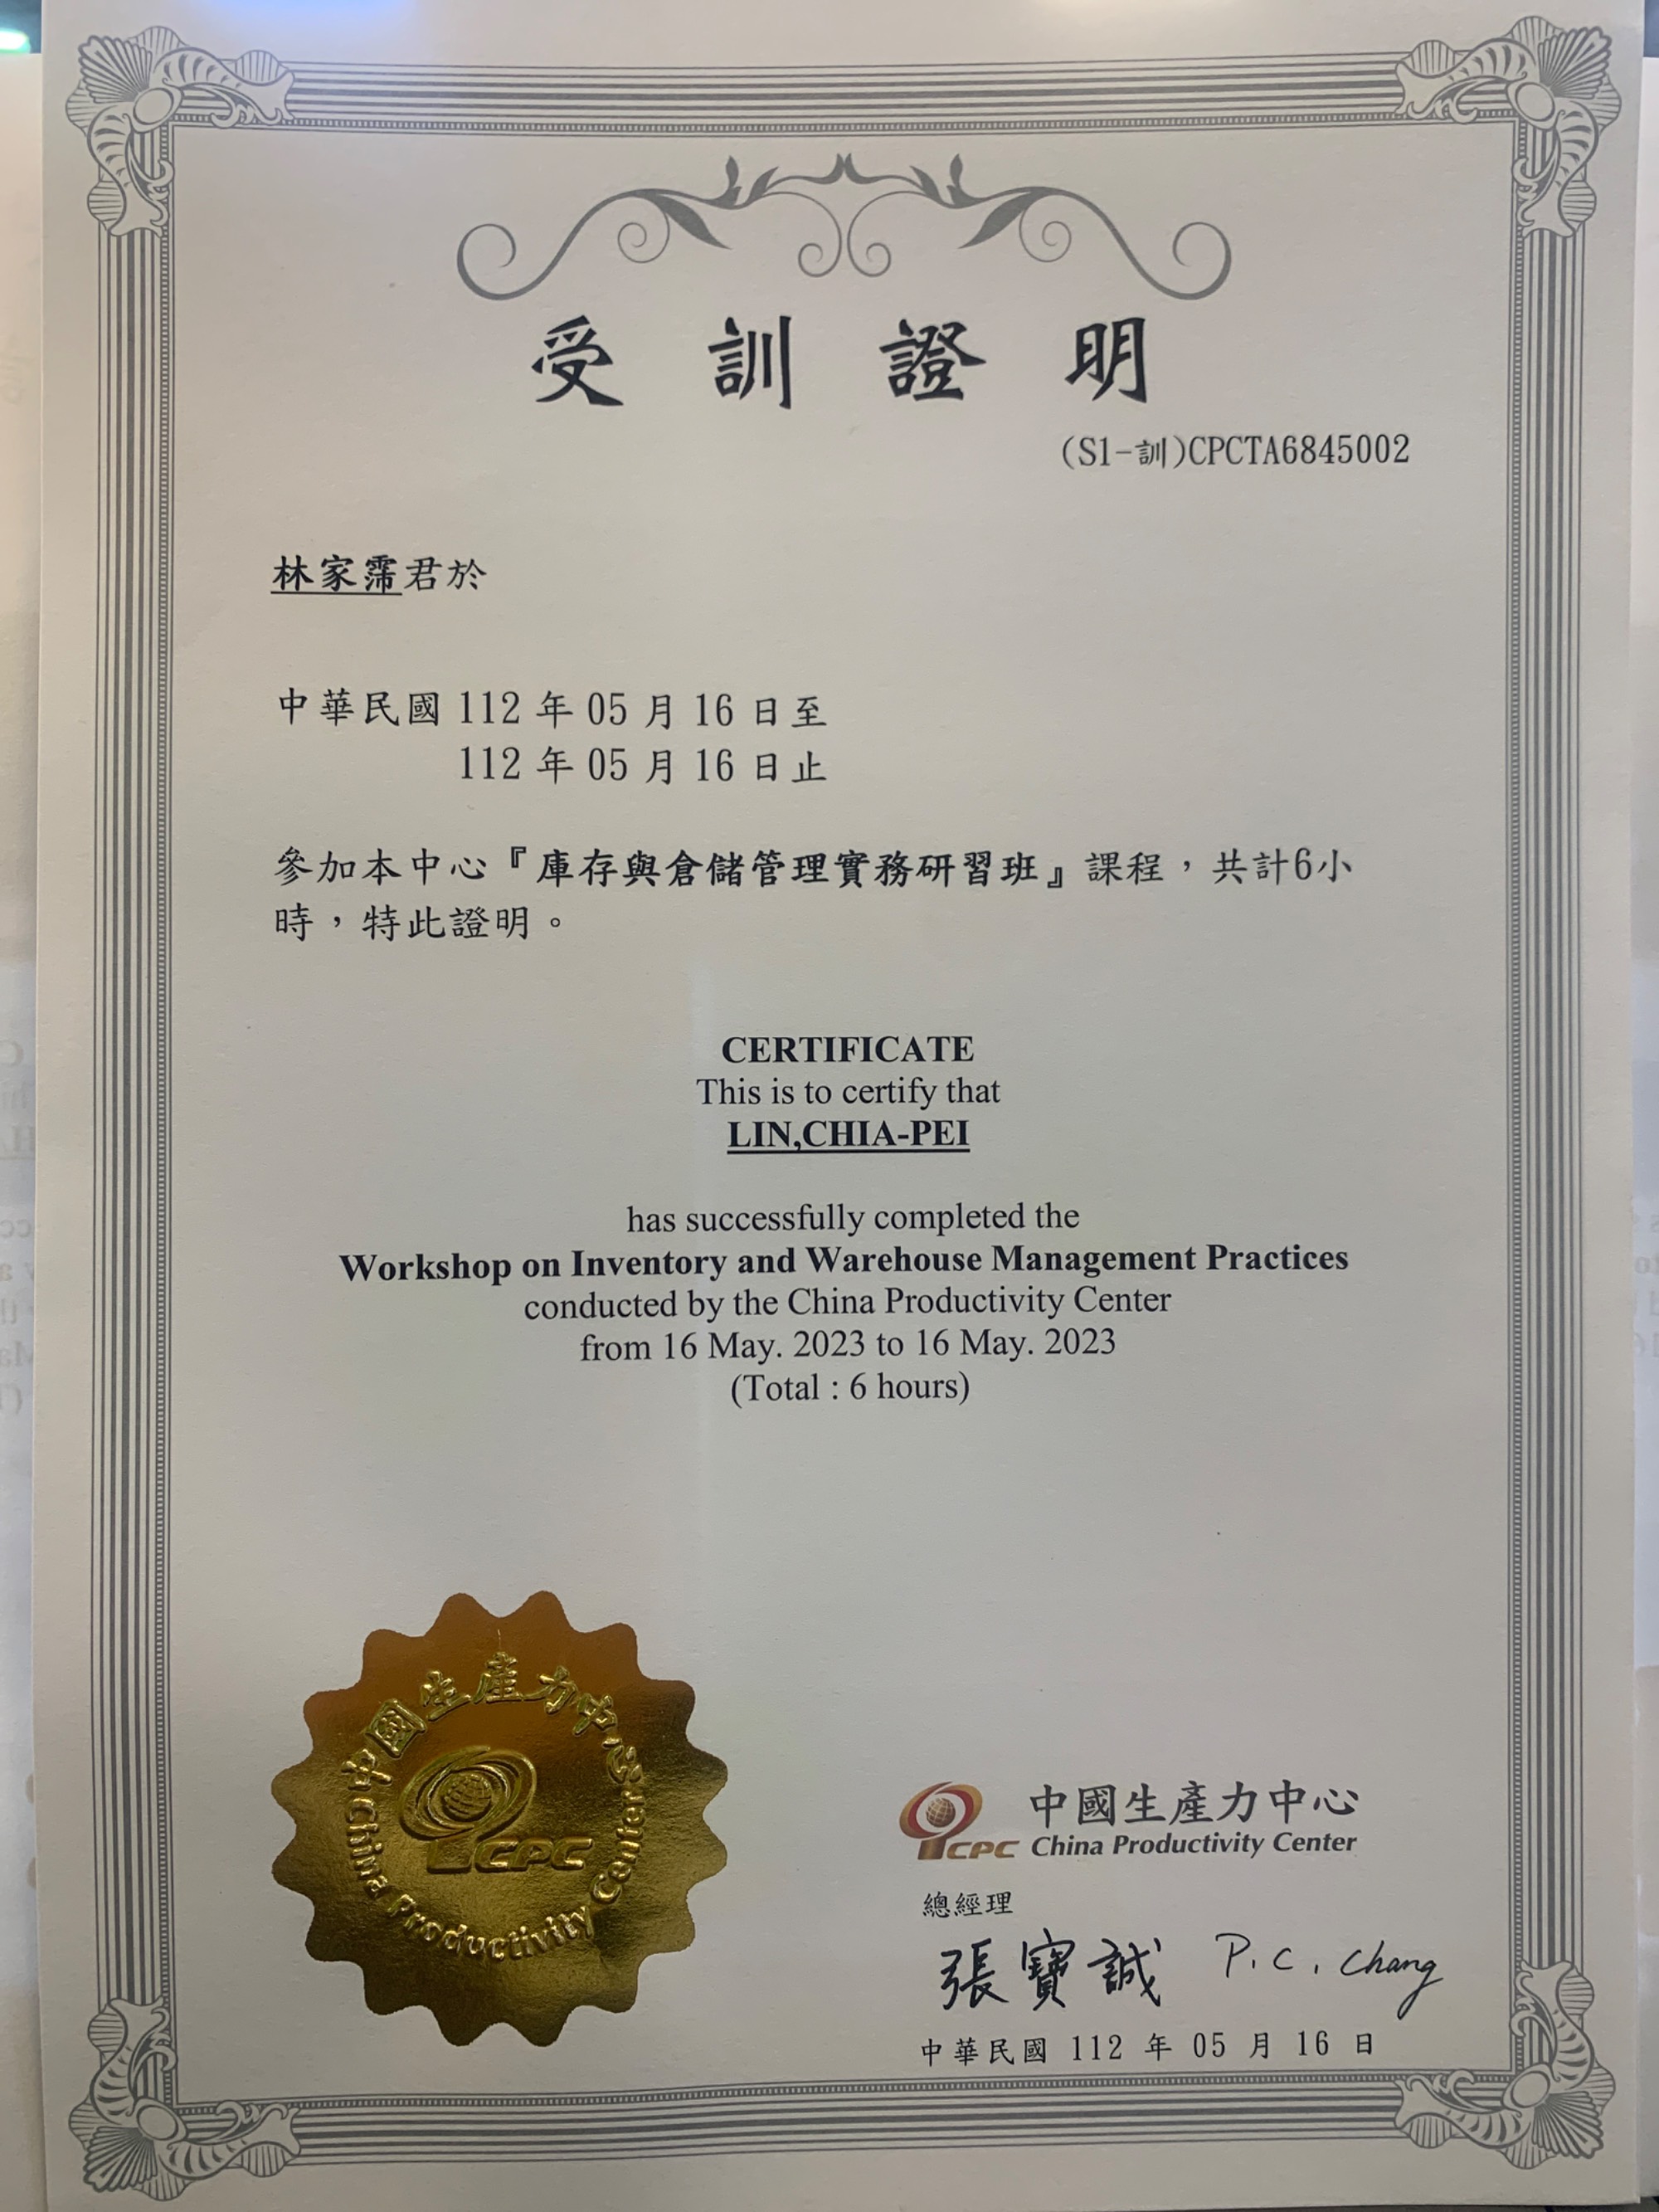 受訓證明
(S1-訓)CPCTA6845002
林家霈君於
中華民國 112 年 05 月 16 日至
112 年 05 月 16 日止
參加本中心『庫存與倉儲管理實務研習班』課程，共計6小
時，特此證明。
CERTIFICATE
This is to certify that
LIN,CHIA-PEI
has successfully completed the
Workshop on Inventory and Warehouse Management Practices
conducted by the China Productivity Center
from 16 May. 2023 to 16 May. 2023
(Total : 6 hours)
中國生產力中心
CPC
China Productivity Center
中國生產力中心
CPC China Productivity Center
總經理
張寶誠 P.C. Chang
中華民國 112 年 05 月 16 日